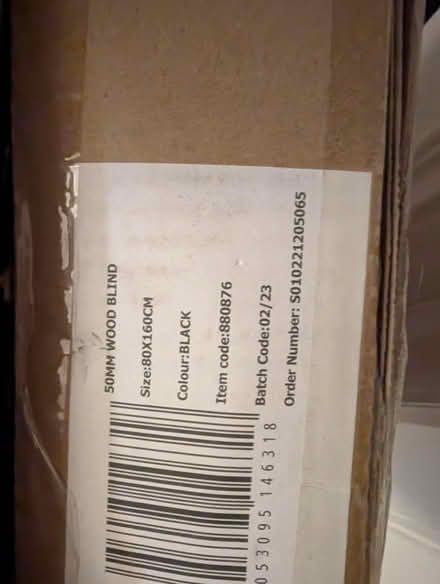 50MM WOOD BLIND
Size:80X160CM
Colour:BLACK
Item code:880876
Batch Code:02/23
Order Number: S010221205065
053095 146318